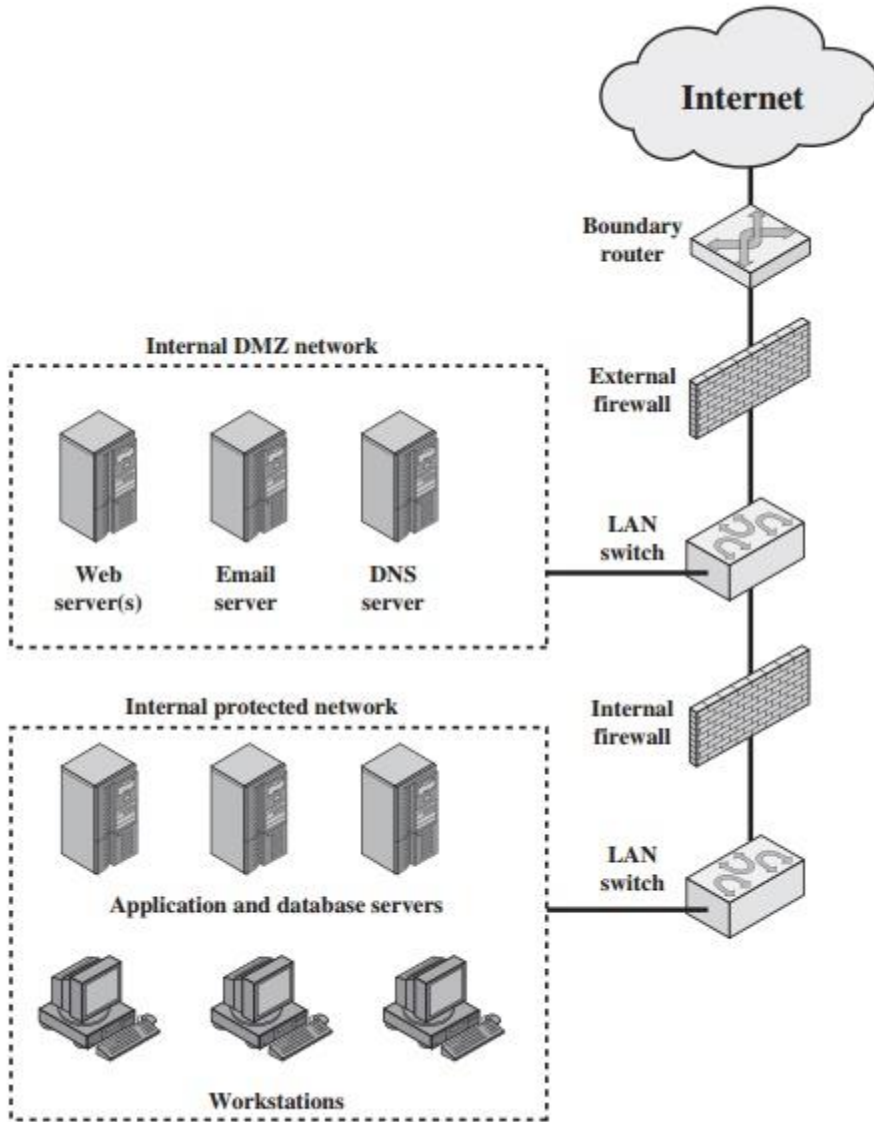 Internet
Boundary
router
Internal DMZ network
External
firewall
LAN
switch
Web
server(s)
Email
server
DNS
server
Internal protected network
Internal
firewall
LAN
switch
Application and database servers
Workstations